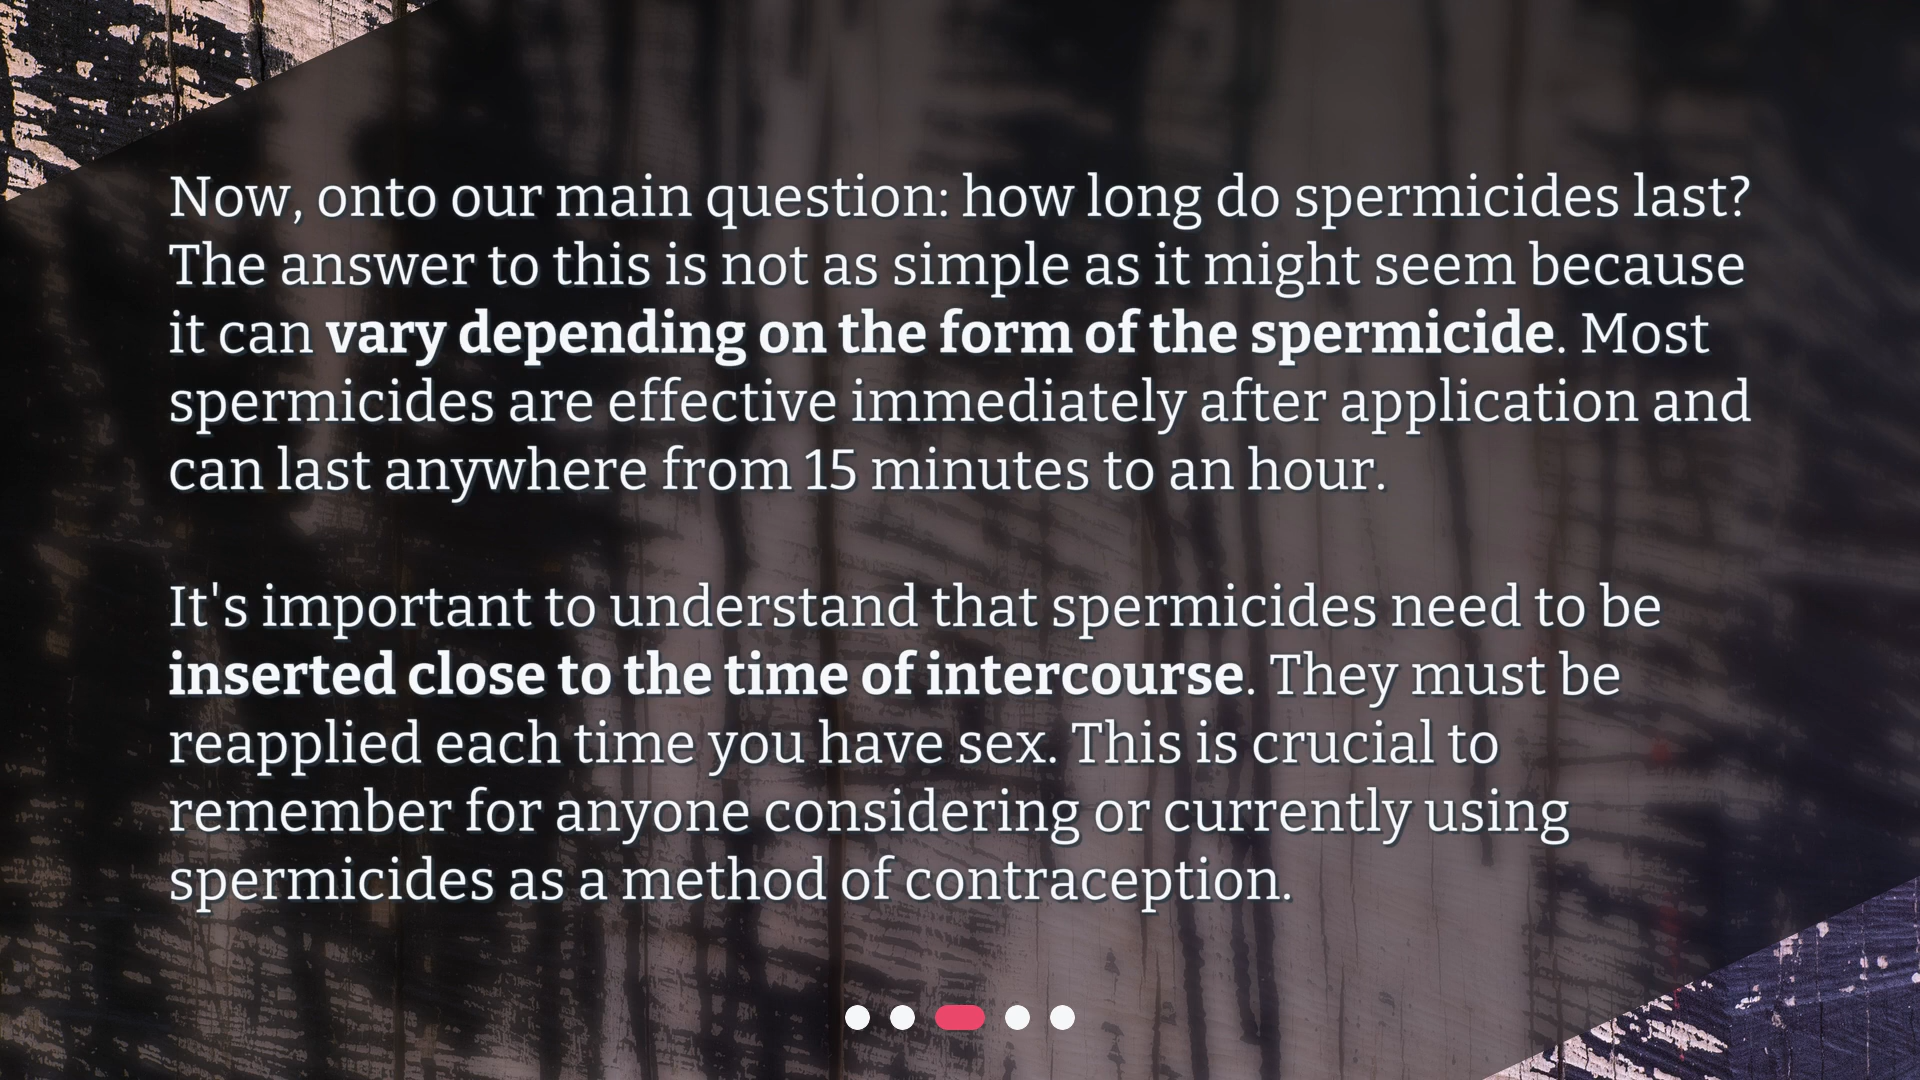 Now, onto our main question: how long do spermicides last?
The answer to this is not as simple as it might seem because
it can vary depending on the form of the spermicide. Most
spermicides are effective immediately after application and
can last anywhere from 15 minutes to an hour.
It's important to understand that spermicides need to be
inserted close to the time of intercourse. They must be
reapplied each time you have sex. This is crucial to
remember for anyone considering or currently using
spermicides as a method of contraception.